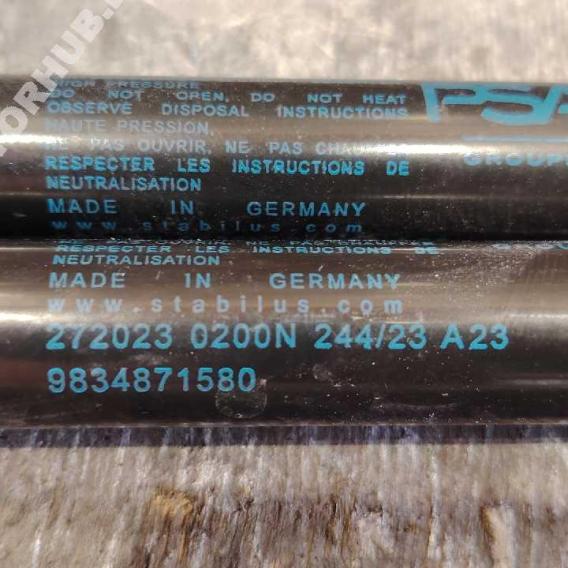 HIGH PRESSURE
DO NOT OPEN, DO NOT HEAT
OBSERVE DISPOSAL INSTRUCTIONS
HAUTE PRESSION,
NE PAS OUVRIR, NE PAS CHAUFFER
RESPECTER LES INSTRUCTIONS DE
NEUTRALISATION
MADE IN GERMANY
www.stabilus.com
PSA
GROUPE
RESPECTER LES INSTRUCTIONS DE
NEUTRALISATION
MADE IN GERMANY
www.stabilus.com
272023 0200N 244/23 A23
9834871580